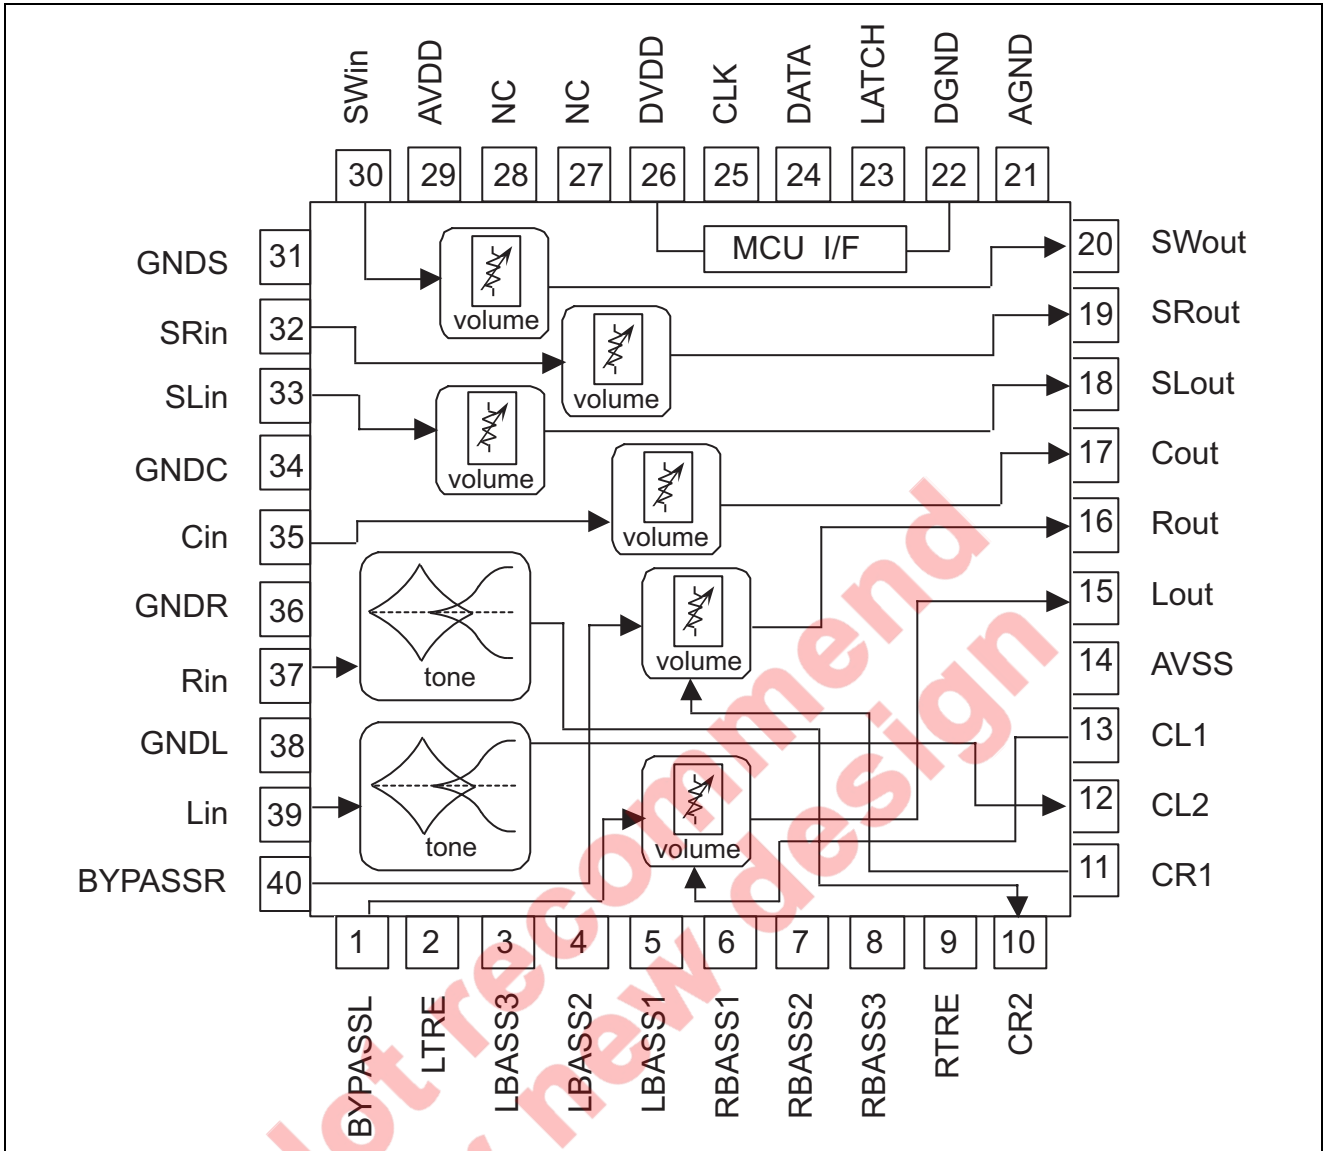 SWin AVDD NC NC DVDD CLK DATA LATCH DGND AGND
30 29 28 27 26 25 24 23 22 21
GNDS 31
SRin 32
SLin 33
GNDC 34
Cin 35
GNDR 36
Rin 37
GNDL 38
Lin 39
BYPASSR 40
MCU I/F
volume
volume
volume
volume
tone
volume
tone
volume
20 SWout
19 SRout
18 SLout
17 Cout
16 Rout
15 Lout
14 AVSS
13 CL1
12 CL2
11 CR1
1 2 3 4 5 6 7 8 9 10
BYPASSL LTRE LBASS3 LBASS2 LBASS1 RBASS1 RBASS2 RBASS3 RTRE CR2
Not recommend
new design